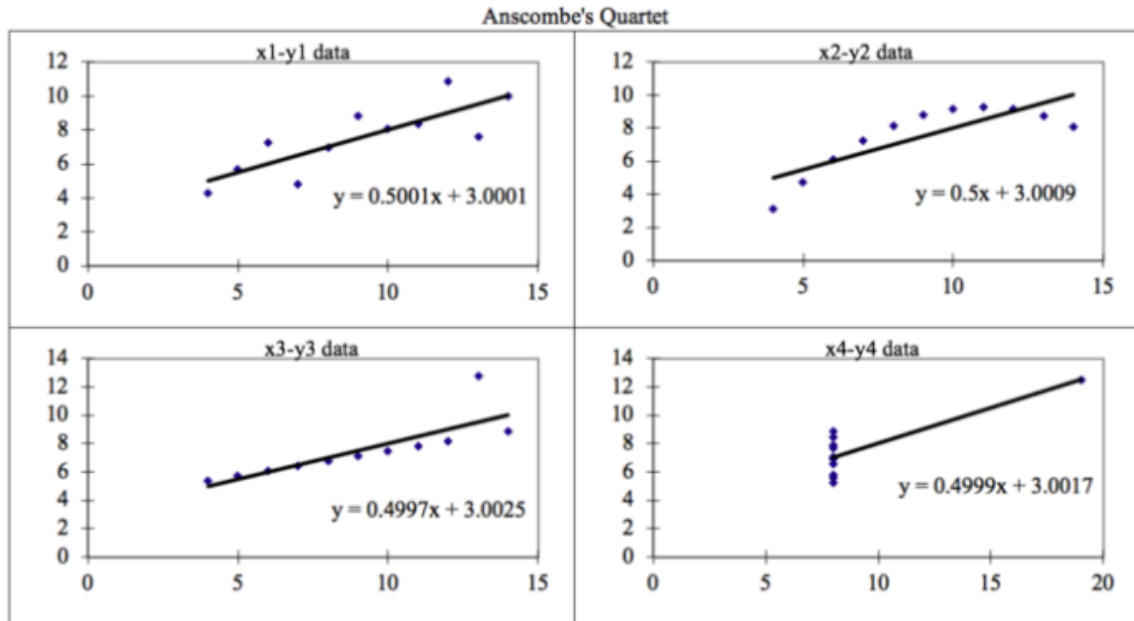 Anscombe's Quartet
x1-y1 data
12
10
8
6
4
2
0
y = 0.5001x + 3.0001
0 5 10 15
x2-y2 data
12
10
8
6
4
2
0
y = 0.5x + 3.0009
0 5 10 15
x3-y3 data
14
12
10
8
6
4
2
0
y = 0.4997x + 3.0025
0 5 10 15
x4-y4 data
14
12
10
8
6
4
2
0
y = 0.4999x + 3.0017
0 5 10 15 20